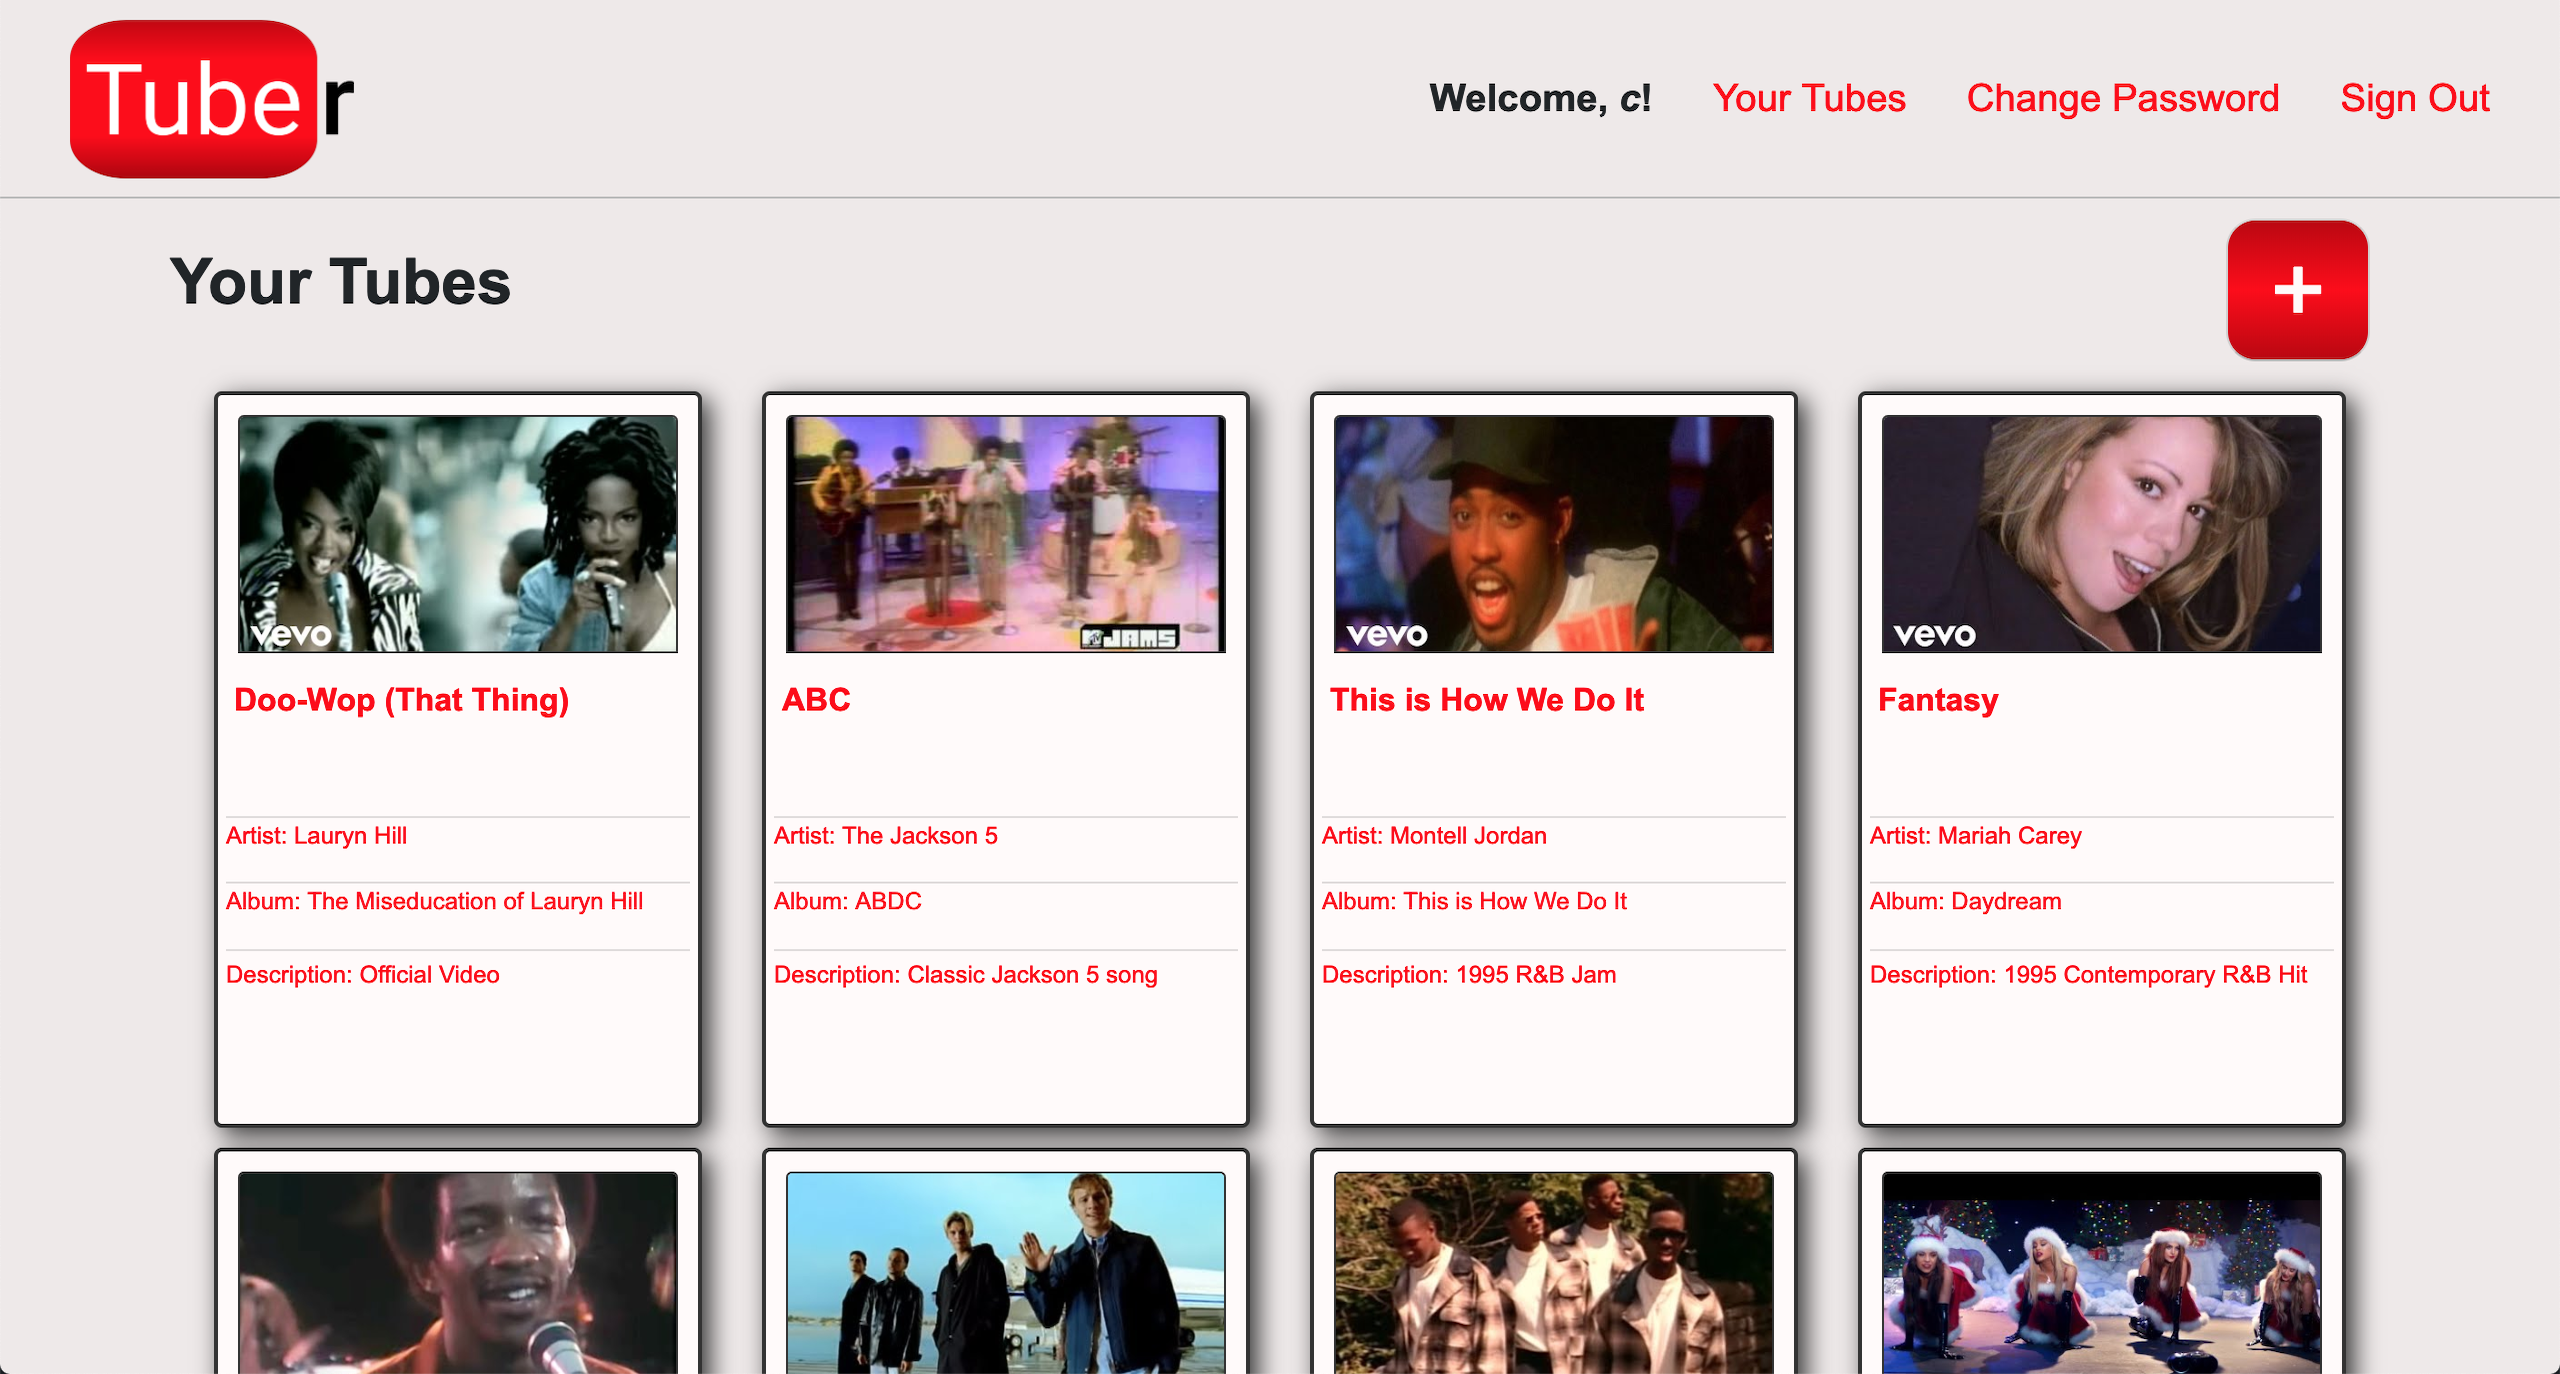 Tuber
Welcome, c! Your Tubes Change Password Sign Out
Your Tubes
+
vevo
JAMS
vevo
vevo
Doo-Wop (That Thing)
ABC
This is How We Do It
Fantasy
Artist: Lauryn Hill
Artist: The Jackson 5
Artist: Montell Jordan
Artist: Mariah Carey
Album: The Miseducation of Lauryn Hill
Album: ABDC
Album: This is How We Do It
Album: Daydream
Description: Official Video
Description: Classic Jackson 5 song
Description: 1995 R&B Jam
Description: 1995 Contemporary R&B Hit